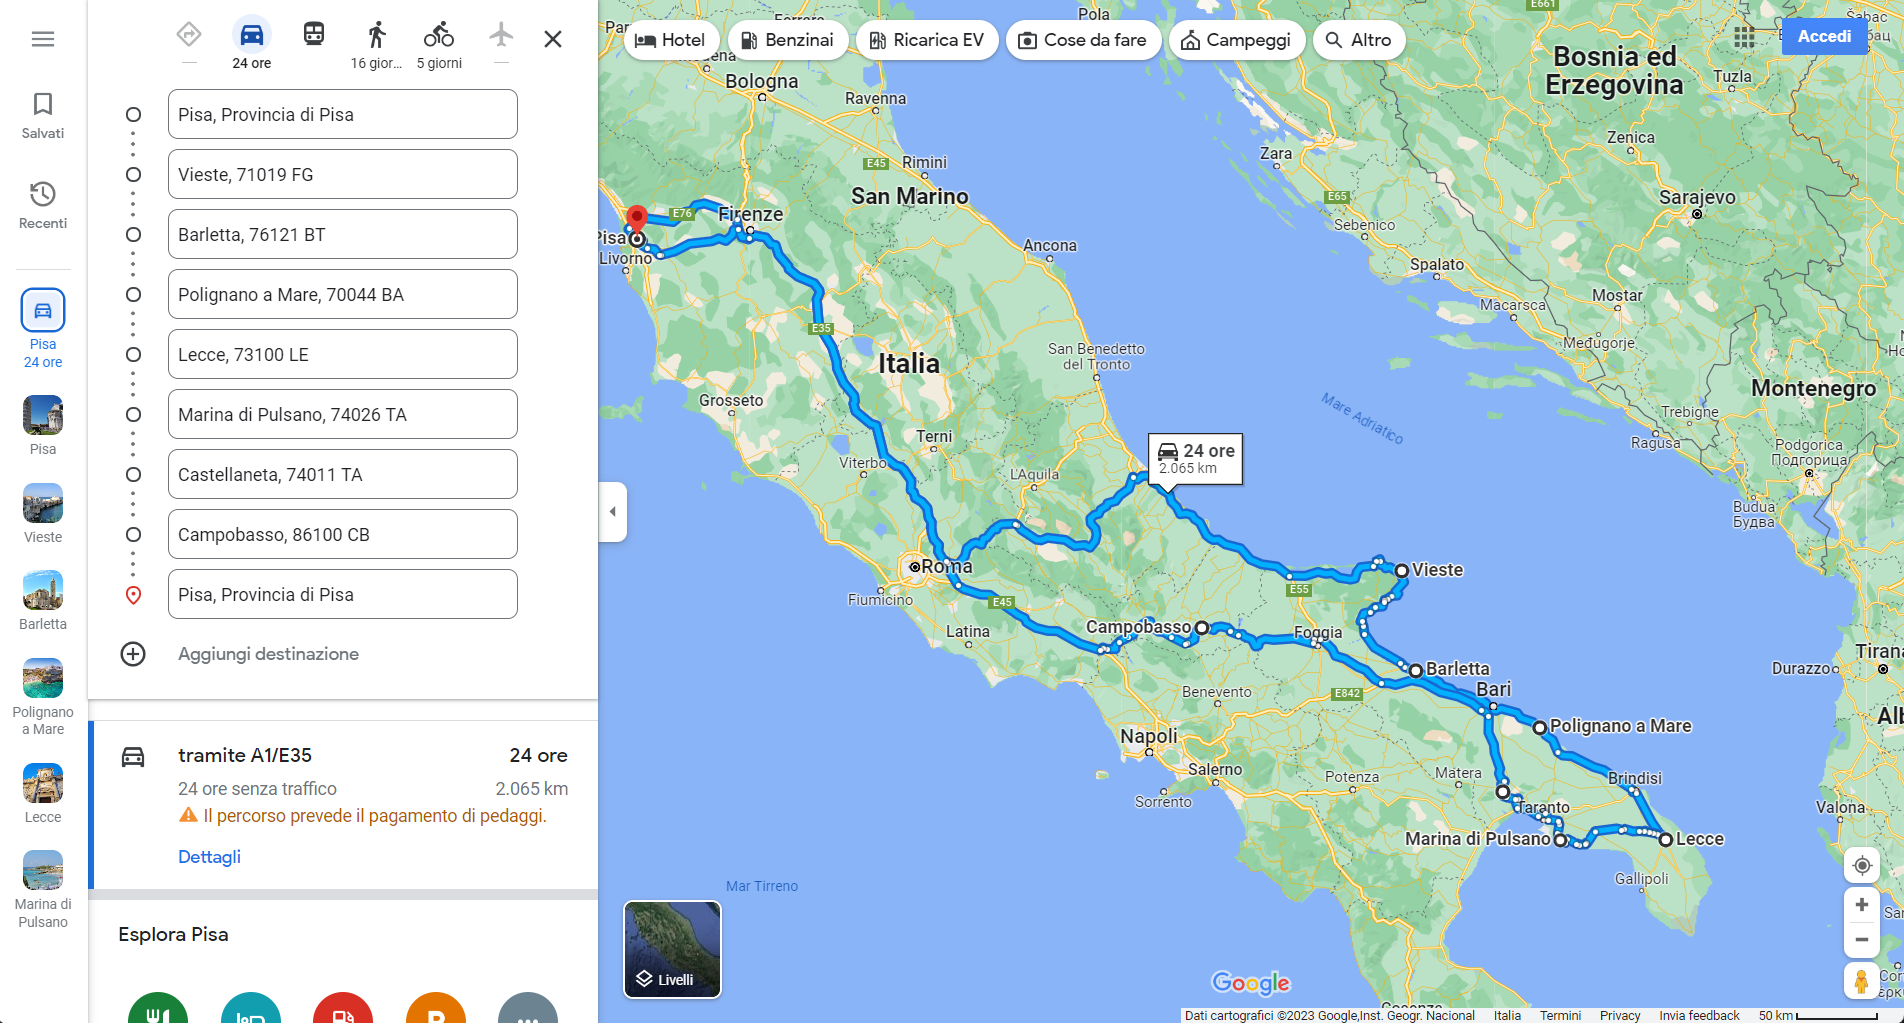 Salvati
Recenti
Pisa
24 ore
Pisa
Vieste
Barletta
Polignano
a Mare
Lecce
Marina di
Pulsano
24 ore
16 gior...
5 giorni
Pisa, Provincia di Pisa
Vieste, 71019 FG
Barletta, 76121 BT
Polignano a Mare, 70044 BA
Lecce, 73100 LE
Marina di Pulsano, 74026 TA
Castellaneta, 74011 TA
Campobasso, 86100 CB
Pisa, Provincia di Pisa
Aggiungi destinazione
tramite A1/E35
24 ore
24 ore senza traffico
2.065 km
Il percorso prevede il pagamento di pedaggi.
Dettagli
Esplora Pisa
Hotel
Benzinai
Ricarica EV
Cose da fare
Campeggi
Altro
Accedi
Pola
E661
Šabac
Bosnia ed
Erzegovina
Tuzla
Bologna
Ravenna
Zenica
Zara
E45
Rimini
San Marino
E65
Sarajevo
E76
Firenze
Sebenico
Pisa
Livorno
Ancona
Spalato
Mostar
Macarsca
E35
Međugorje
San Benedetto
del Tronto
Italia
Montenegro
Grosseto
Mare Adriatico
Trebigne
Ragusa
Terni
Podgorica
Подгорица
24 ore
2.065 km
Viterbo
L'Aquila
Budua
Будва
Roma
Vieste
E55
Fiumicino
E45
Latina
Campobasso
Foggia
Tirana
Durazzo
Barletta
Bari
Benevento
E842
Polignano a Mare
Napoli
Salerno
Potenza
Matera
Brindisi
Sorrento
Taranto
Valona
Marina di Pulsano
Lecce
Gallipoli
Mar Tirreno
Livelli
Google
Dati cartografici ©2023 Google,Inst. Geogr. Nacional
Italia
Termini
Privacy
Invia feedback
50 km